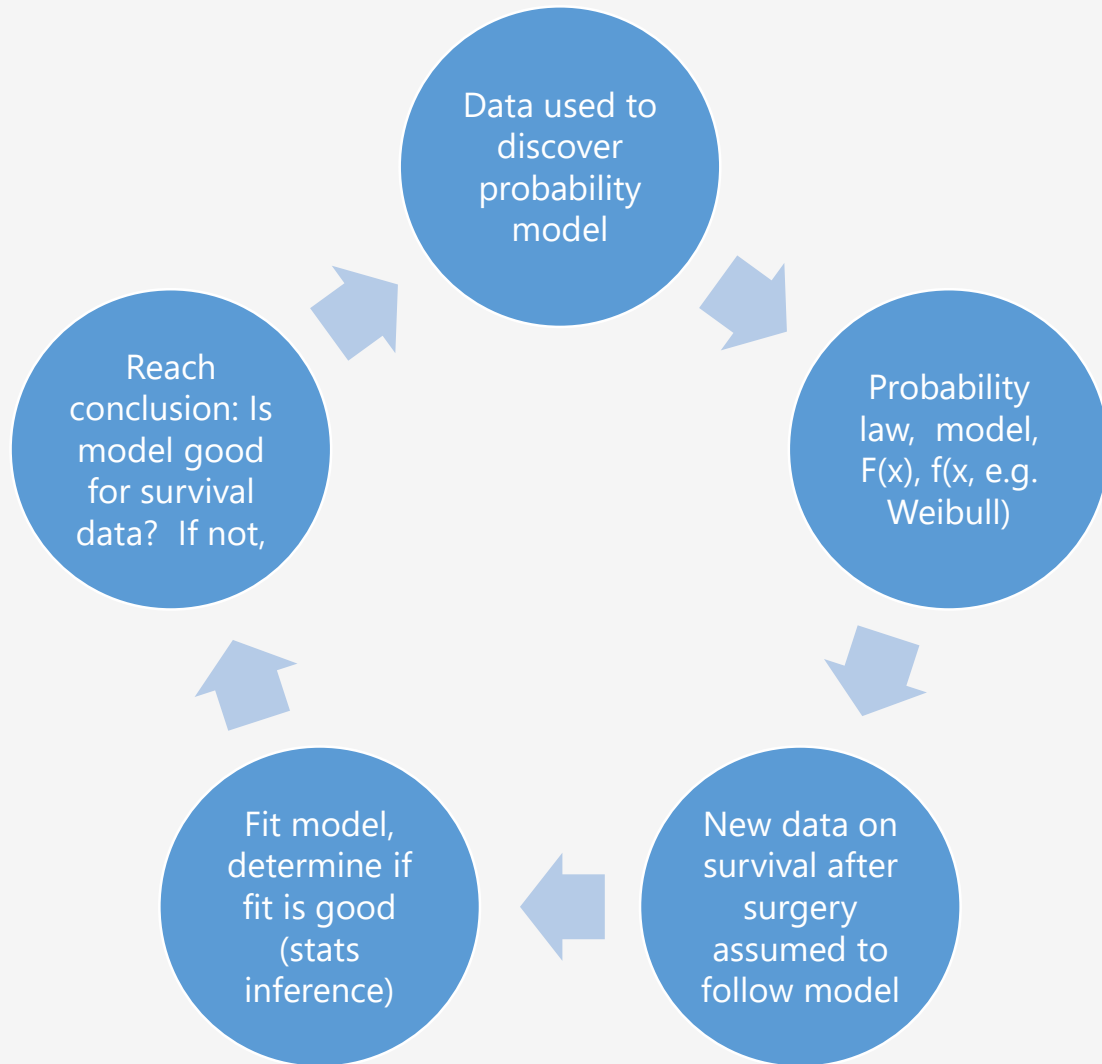 Data used to
discover
probability
model
Probability
law, model,
F(x), f(x, e.g.
Weibull)
New data on
survival after
surgery
assumed to
follow model
Fit model,
determine if
fit is good
(stats
inference)
Reach
conclusion: Is
model good
for survival
data? If not,